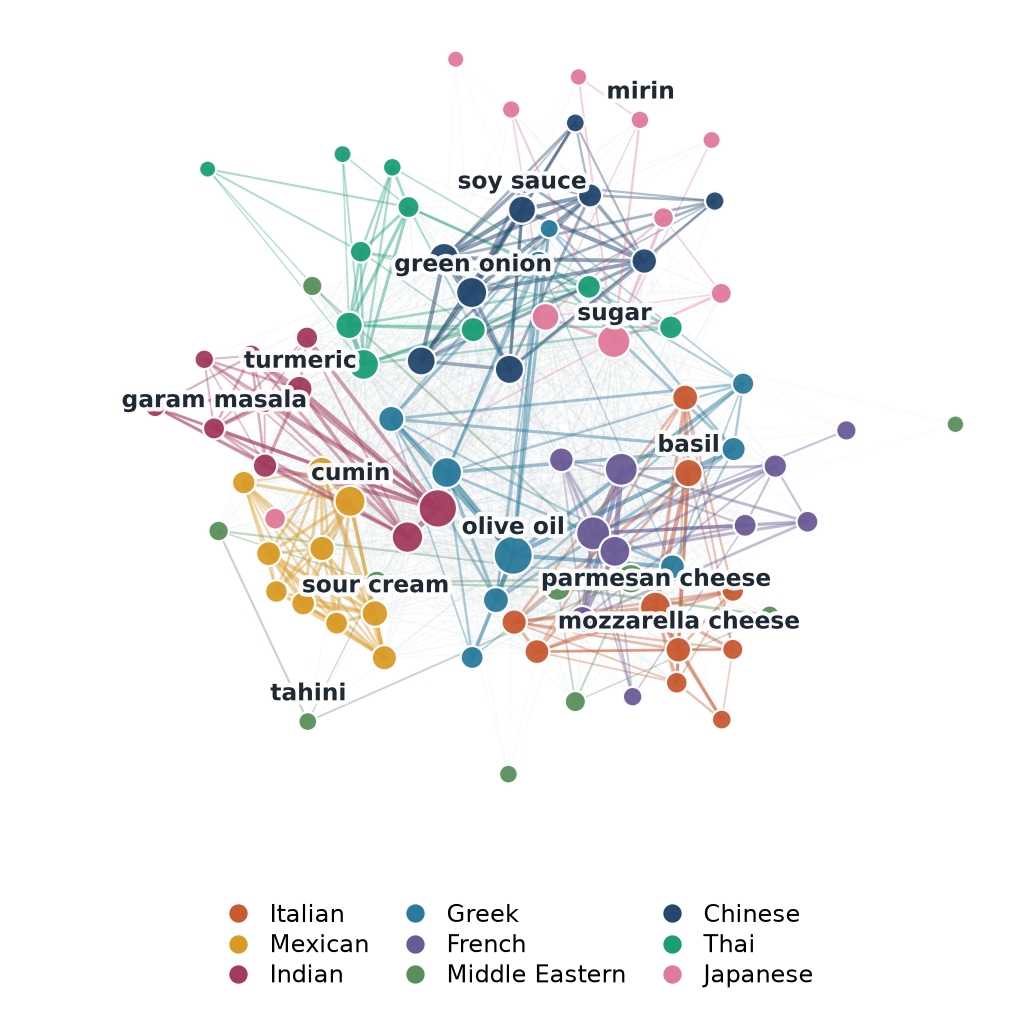 mirin
soy sauce
green onion
sugar
turmeric
garam masala
basil
cumin
olive oil
parmesan cheese
sour cream
mozzarella cheese
tahini
Italian
Greek
Chinese
Mexican
French
Thai
Indian
Middle Eastern
Japanese